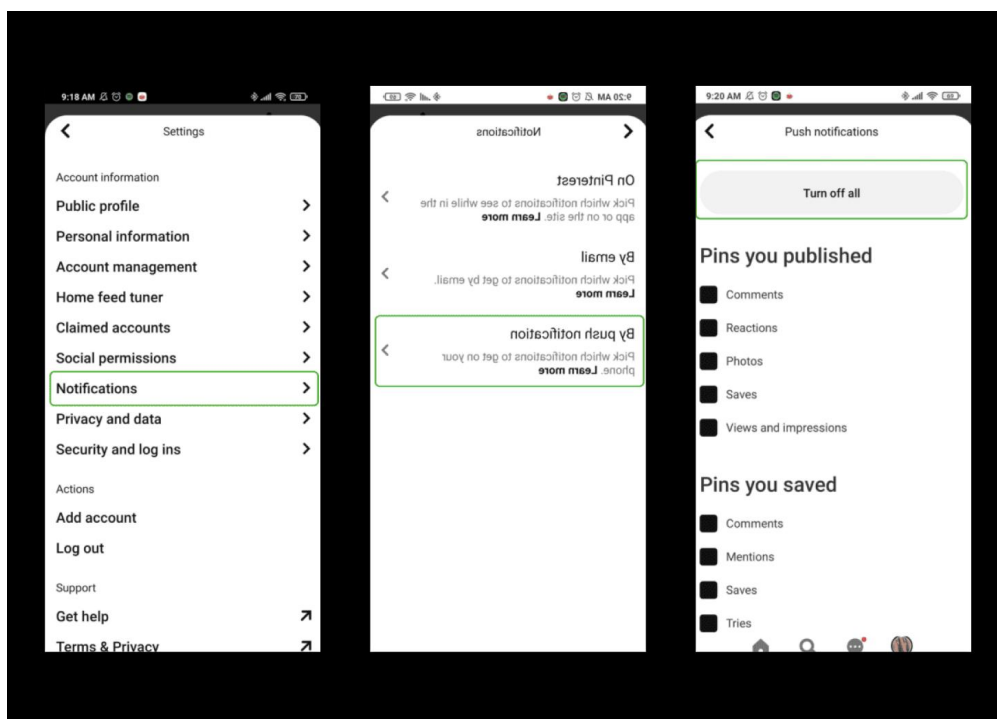 9:18 AM
Settings
Account information
Public profile
Personal information
Account management
Home feed tuner
Claimed accounts
Social permissions
Notifications
Privacy and data
Security and log ins
Actions
Add account
Log out
Support
Get help
Terms & Privacy
9:20 AM
Notifications
On Pinterest
Pick which notifications to see while in the
app or on the site. Learn more
By email
Pick which notifications to get by email.
Learn more
By push notification
Pick which notifications to get on your
phone. Learn more
9:20 AM
Push notifications
Turn off all
Pins you published
Comments
Reactions
Photos
Saves
Views and impressions
Pins you saved
Comments
Mentions
Saves
Tries